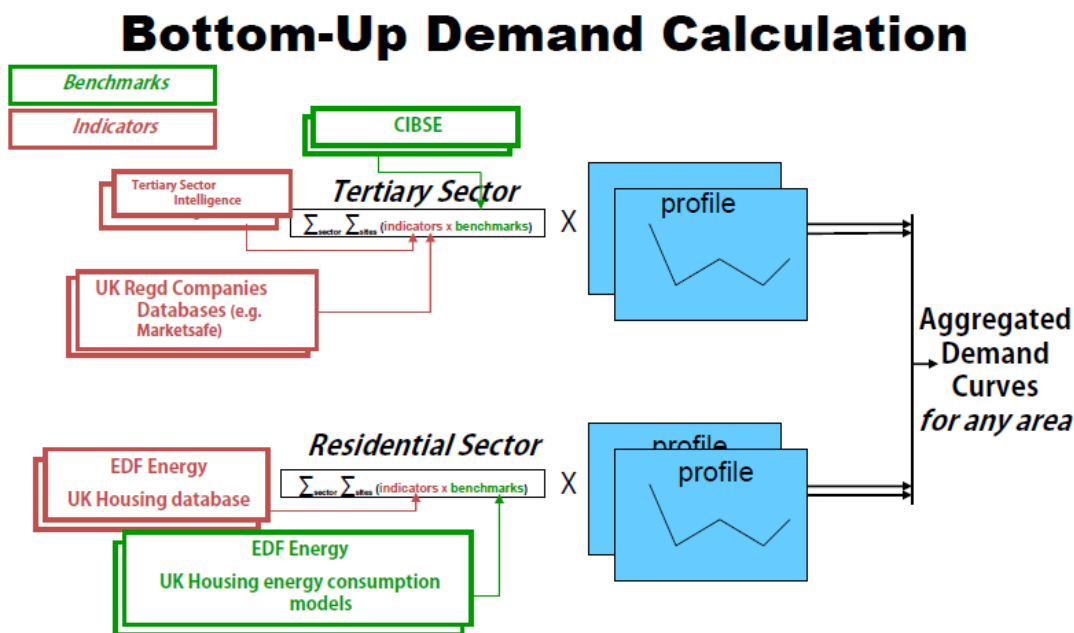 Bottom-Up Demand Calculation
Benchmarks
Indicators
CIBSE
Tertiary Sector
Intelligence
Tertiary Sector
∑sector ∑sites (indicators x benchmarks)
X
profile
UK Regd Companies
Databases (e.g.
Marketsafe)
Aggregated
Demand
Curves
for any area
Residential Sector
EDF Energy
UK Housing database
∑sector ∑sites (indicators x benchmarks)
X
profile
profile
EDF Energy
UK Housing energy consumption
models